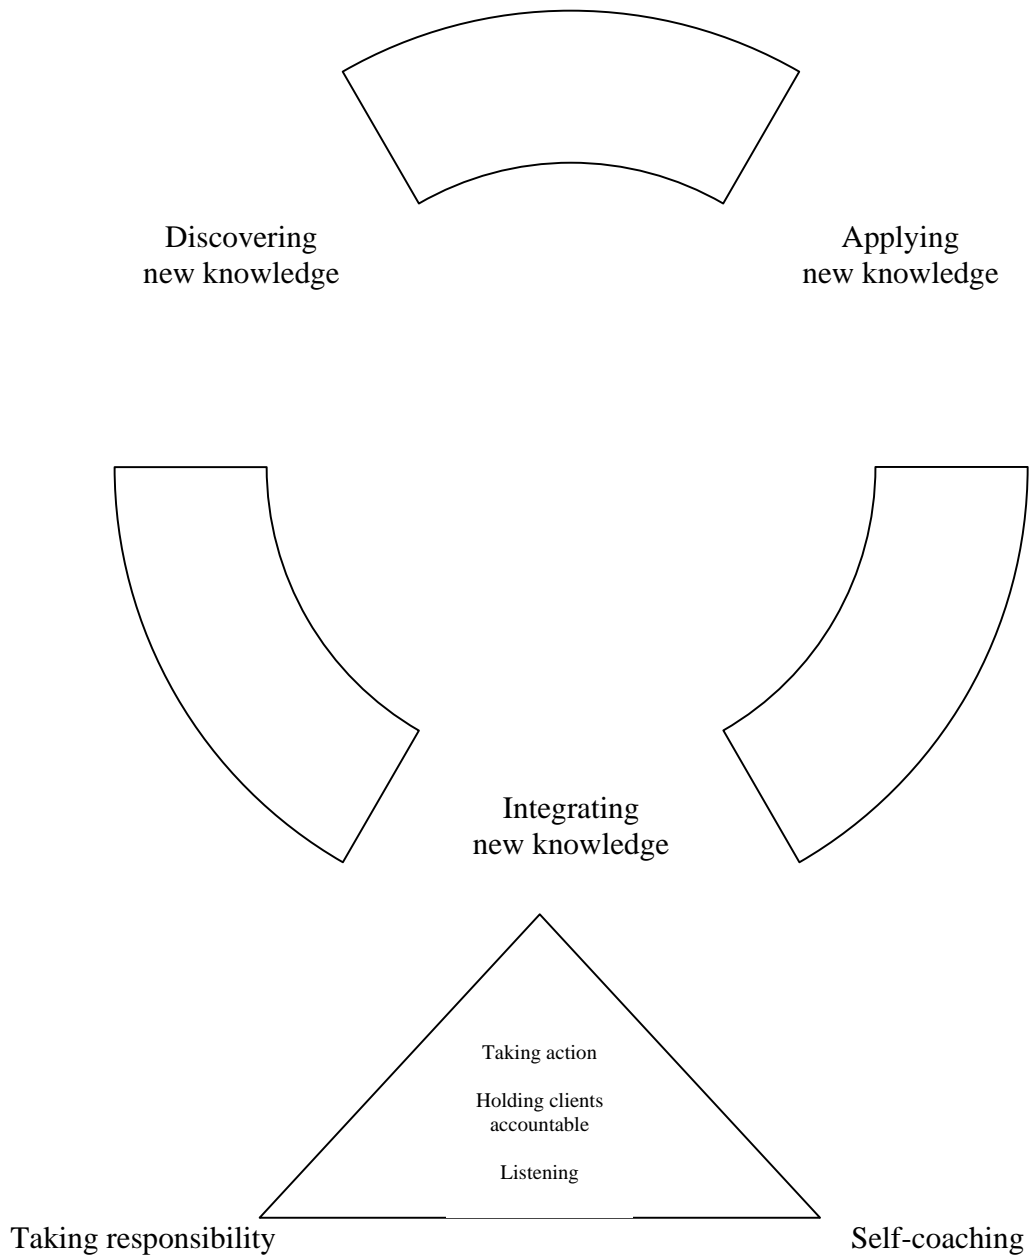 Discovering
new knowledge
Applying
new knowledge
Integrating
new knowledge
Taking action
Holding clients
accountable
Listening
Taking responsibility
Self-coaching